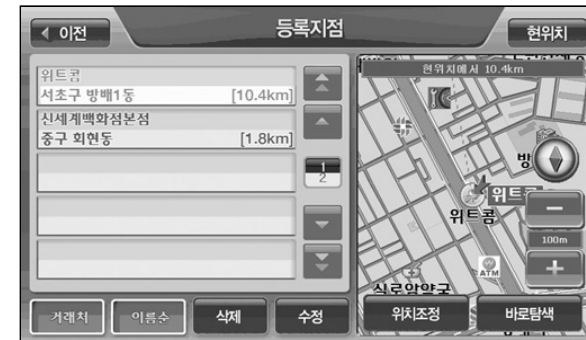 이전
등록지점
현위치
위트콤
서초구 방배1동 [10.4km]
신세계백화점본점
중구 회현동 [1.8km]
1
2
거래처
이름순
삭제
수정
현위치에서 10.4km
방
위트
위트콤
100m
ATM
식로암약국
위치조정
바로탐색